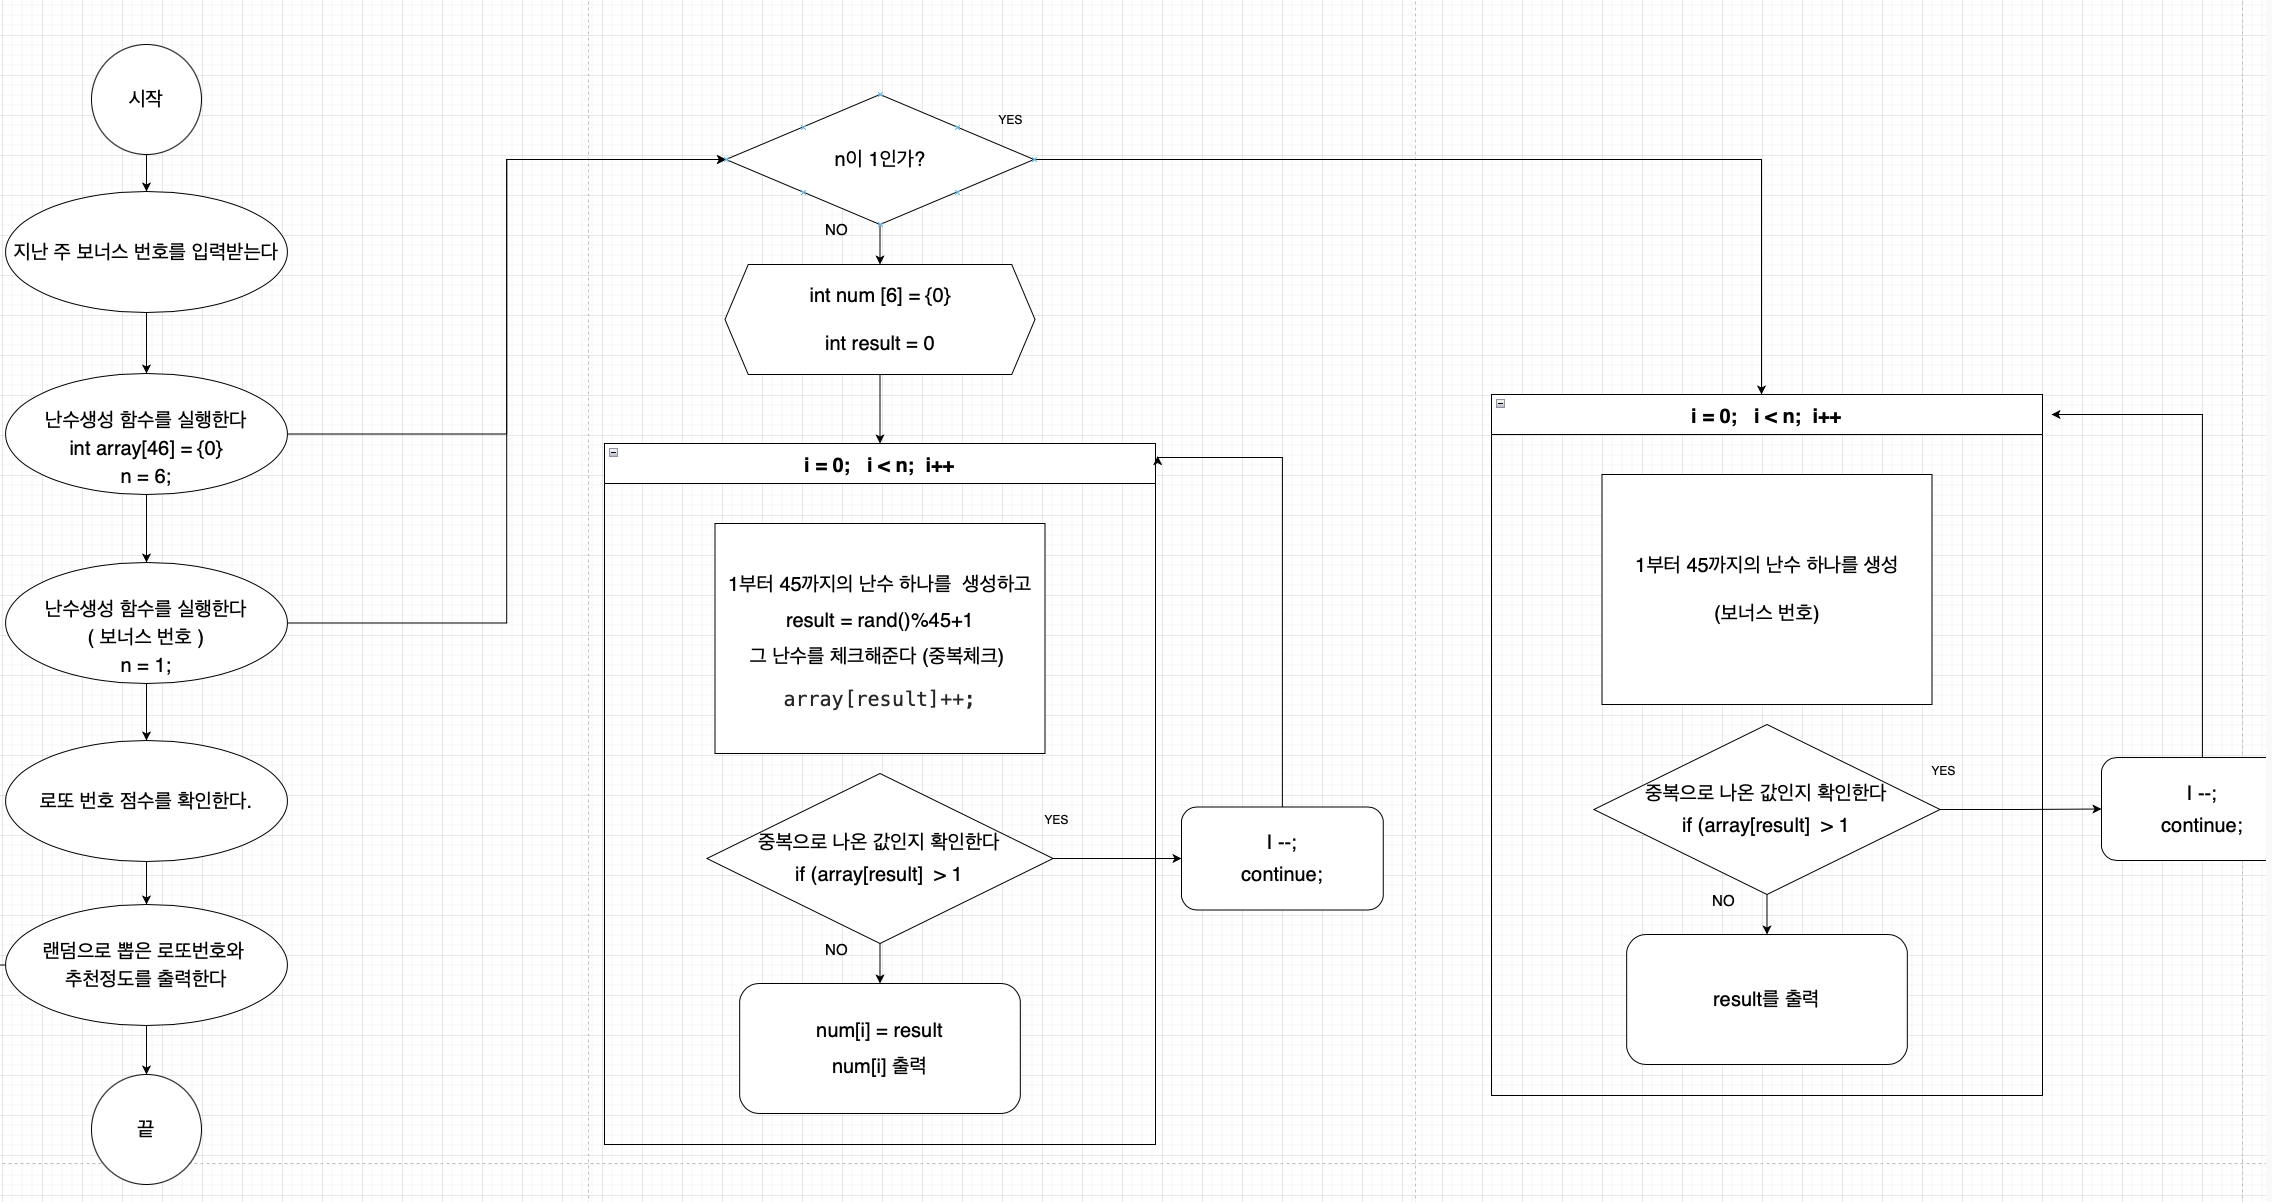 시작
지난 주 보너스 번호를 입력받는다
난수생성 함수를 실행한다
int array[46] = {0}
n = 6;
난수생성 함수를 실행한다
( 보너스 번호 )
n = 1;
로또 번호 점수를 확인한다.
랜덤으로 뽑은 로또번호와
추천정도를 출력한다
끝
n이 1인가?
YES
NO
int num [6] = {0}
int result = 0
i = 0;   i < n;  i++
1부터 45까지의 난수 하나를  생성하고
result = rand()%45+1
그 난수를 체크해준다 (중복체크)
array[result]++;
중복으로 나온 값인지 확인한다
if (array[result]  > 1
YES
I --;
continue;
NO
num[i] = result
num[i] 출력
i = 0;   i < n;  i++
1부터 45까지의 난수 하나를 생성
(보너스 번호)
중복으로 나온 값인지 확인한다
if (array[result]  > 1
YES
I --;
continue;
NO
result를 출력